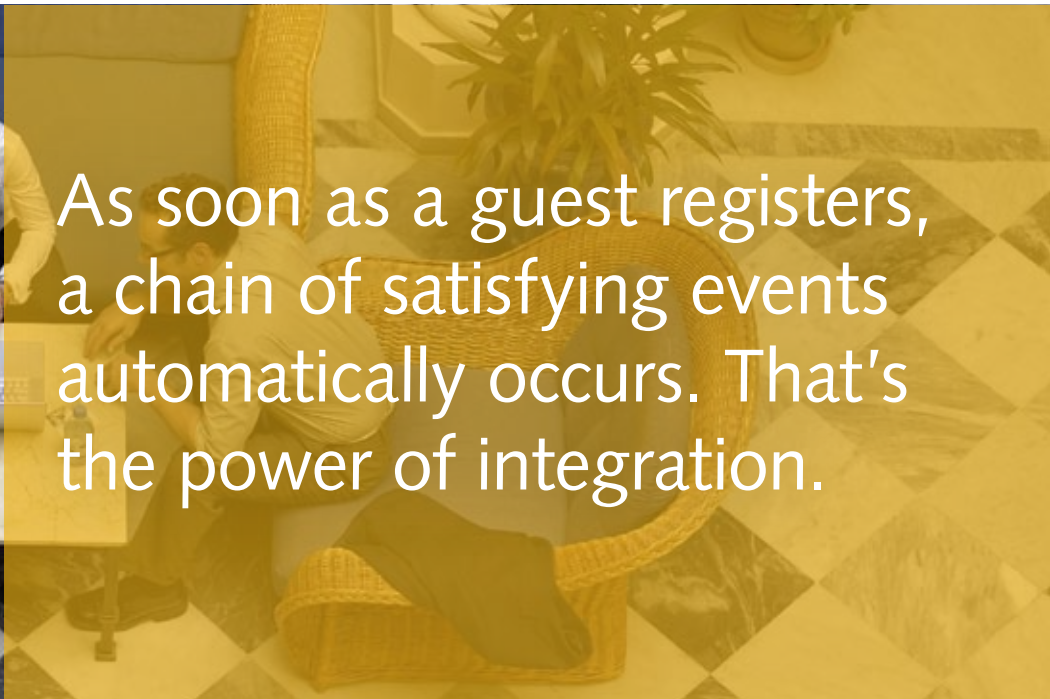 As soon as a guest registers,
a chain of satisfying events
automatically occurs. That’s
the power of integration.